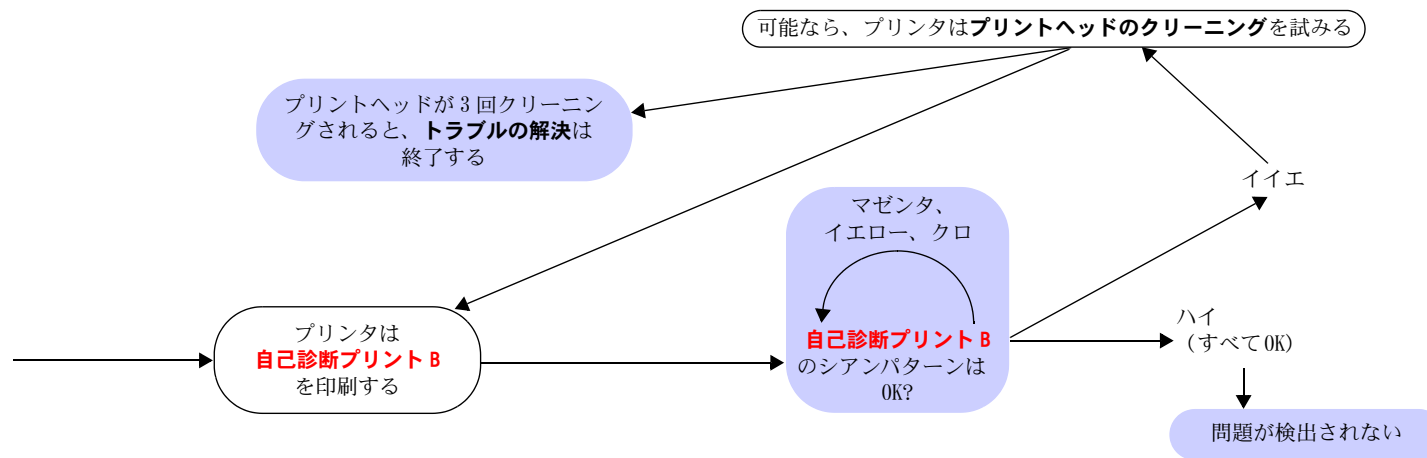 可能なら、プリンタはプリントヘッドのクリーニングを試みる
プリントヘッドが3回クリーニン
グされると、トラブルの解決は
終了する
イイエ
マゼンタ、
イエロー、クロ
プリンタは
自己診断プリント B
を印刷する
自己診断プリント B
のシアンパターンは
OK?
ハイ
(すべてOK)
問題が検出されない